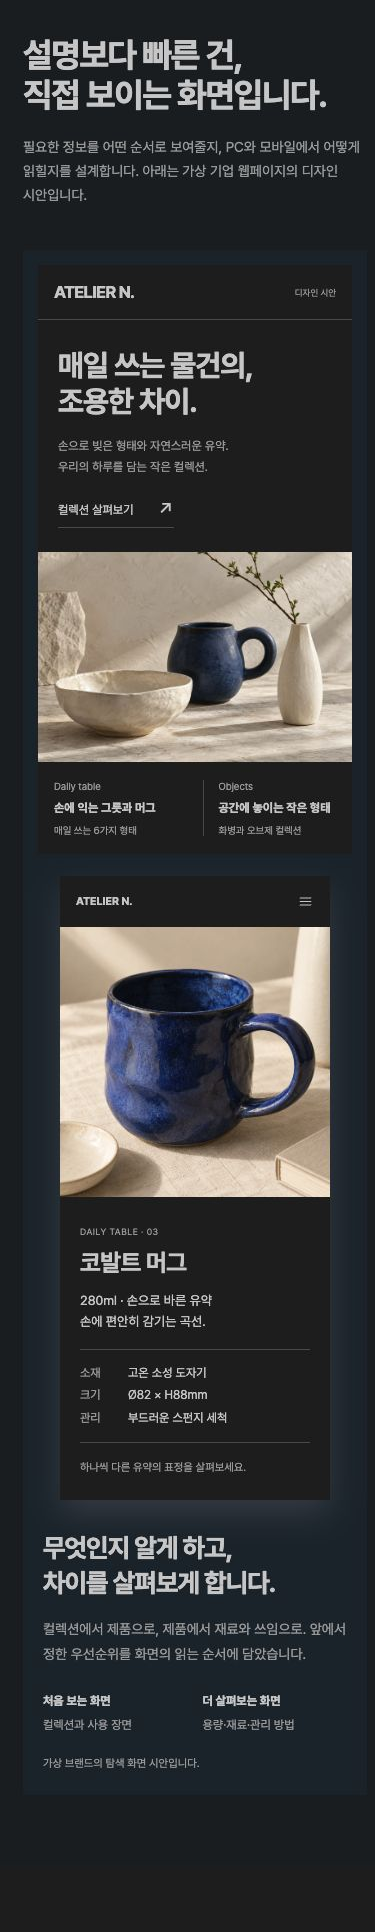 설명보다 빠른 건,
직접 보이는 화면입니다.
필요한 정보를 어떤 순서로 보여줄지, PC와 모바일에서 어떻게
읽힐지를 설계합니다. 아래는 가상 기업 웹페이지의 디자인
시안입니다.
ATELIER N.
디자인 시안
매일 쓰는 물건의,
조용한 차이.
손으로 빚은 형태와 자연스러운 유약.
우리의 하루를 담는 작은 컬렉션.
컬렉션 살펴보기 ↗
Daily table
손에 익는 그릇과 머그
매일 쓰는 6가지 형태
Objects
공간에 놓이는 작은 형태
화병과 오브제 컬렉션
ATELIER N.
DAILY TABLE · 03
코발트 머그
280ml · 손으로 바른 유약
손에 편안히 감기는 곡선.
소재 고온 소성 도자기
크기 Ø82 × H88mm
관리 부드러운 스펀지 세척
하나씩 다른 유약의 표정을 살펴보세요.
무엇인지 알게 하고,
차이를 살펴보게 합니다.
컬렉션에서 제품으로, 제품에서 재료와 쓰임으로. 앞에서
정한 우선순위를 화면의 읽는 순서에 담았습니다.
처음 보는 화면
컬렉션과 사용 장면
더 살펴보는 화면
용량·재료·관리 방법
가상 브랜드의 탐색 화면 시안입니다.